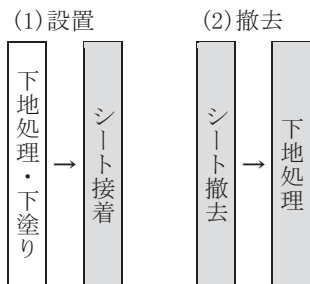 (1)設置
下地処理・下塗り
→
シート接着
(2)撤去
シート撤去
→
下地処理